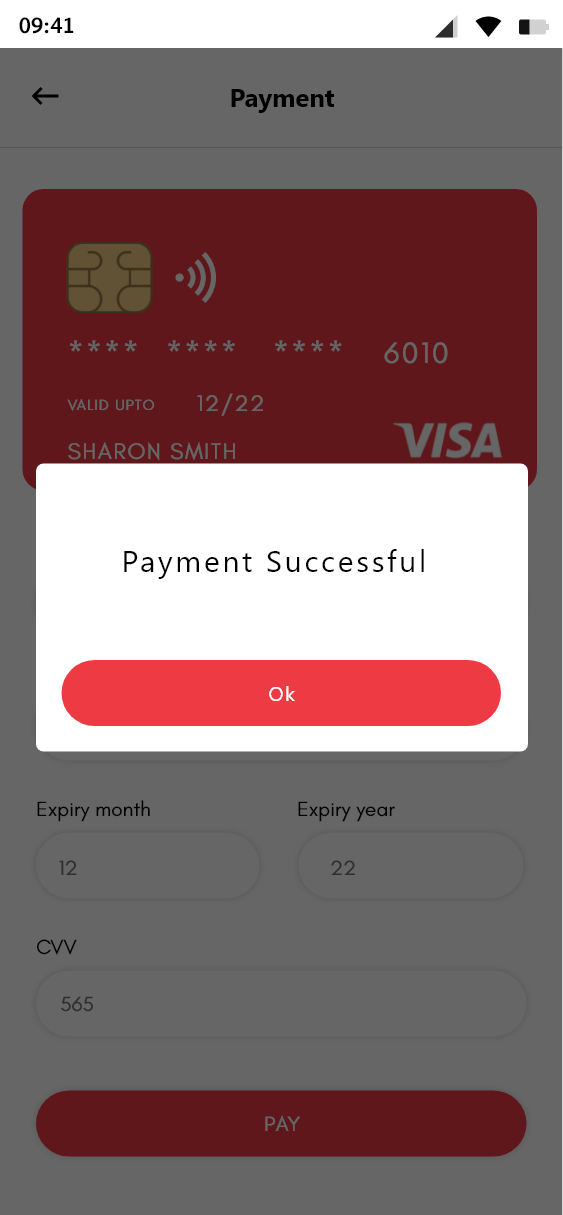 09:41
Payment
**** **** **** 6010
VALID UPTO 12/22
SHARON SMITH
VISA
Payment Successful
Ok
Expiry month Expiry year
12 22
CVV
565
PAY